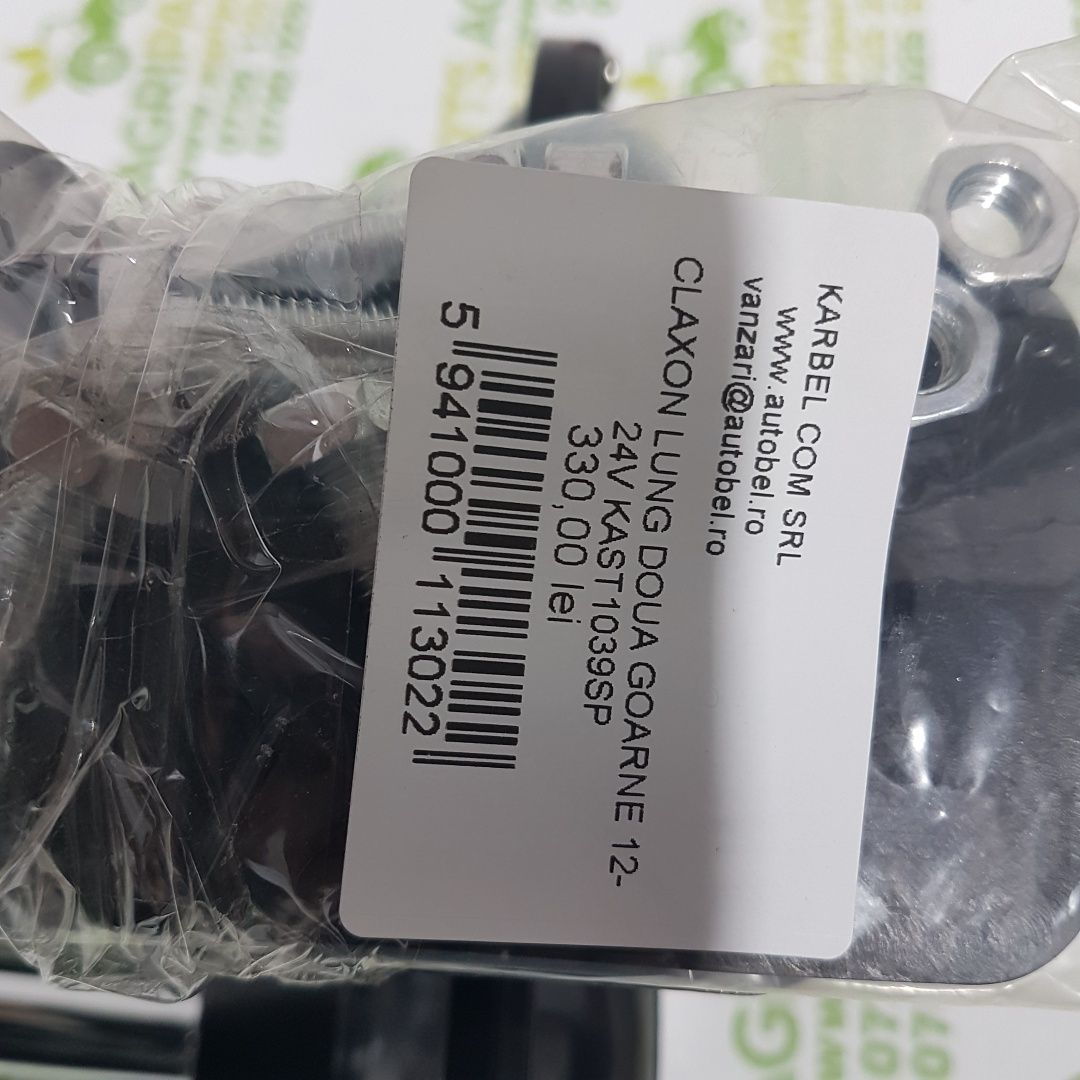 KARBEL COM SRL
www.autobel.ro
vanzari@autobel.ro
CLAXON LUNG DOUA GOARNE 12-
24V KAST1039SP
330,00 lei
5 941000 113022